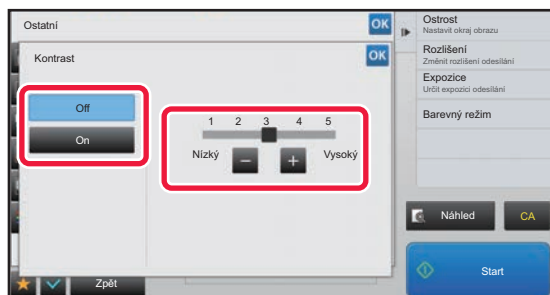 Ostatní
OK
Kontrast
OK
Off
On
1 2 3 4 5
Nízký
Vysoký
Zpět
Ostrost
Nastavit okraj obrazu
Rozlišení
Změnit rozlišení odesílání
Expozice
Určit expozici odesílání
Barevný režim
Náhled
CA
Start